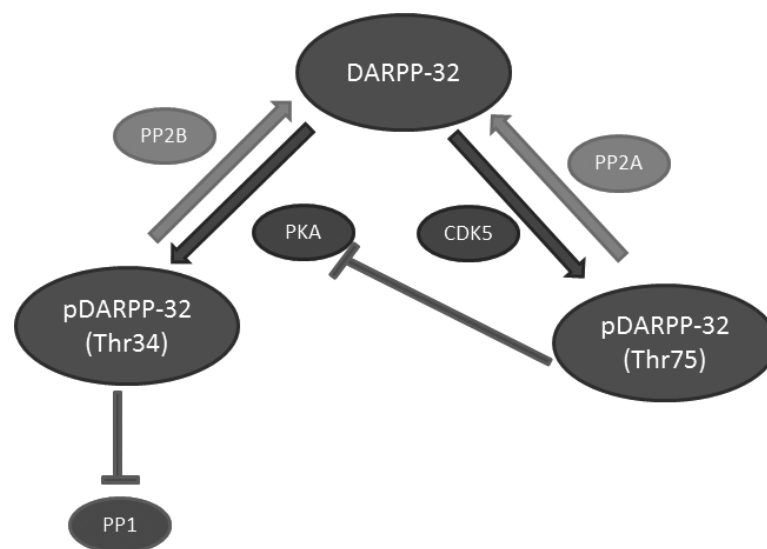 DARPP-32
PP2B
PP2A
PKA
CDK5
pDARPP-32
(Thr34)
pDARPP-32
(Thr75)
PP1